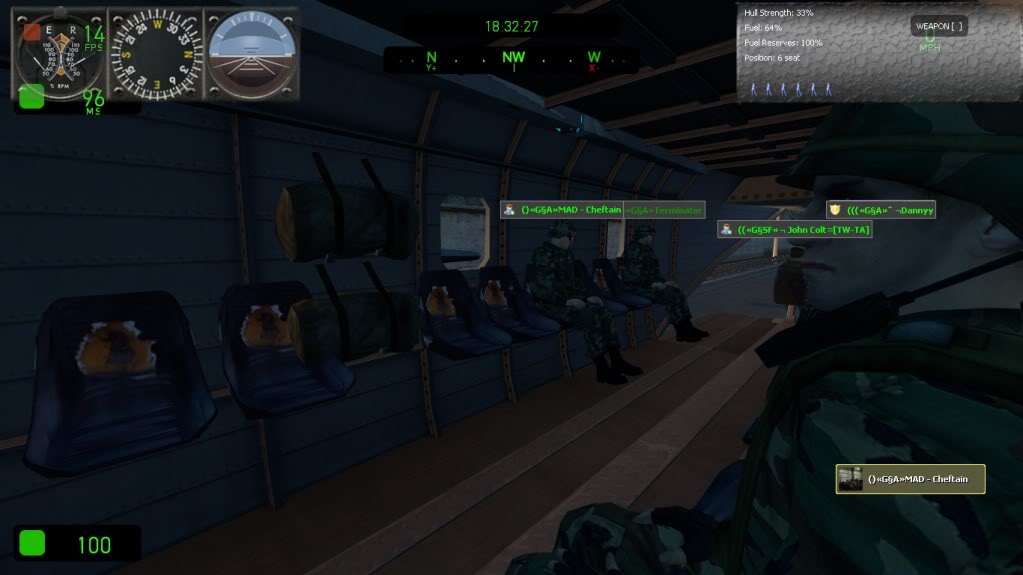 E R
14
FPS
% RPM
96
MS
W
S
E
18:32:27
N NW W
Y+ X-
Hull Strength: 33%
Fuel: 64%
Fuel Reserves: 100%
Position: 6 seat
WEAPON [ ]
0
MPH
()«G§A»MAD - Cheftain
«G§A»Terminator
((«G§SF» ¬ John Colt=[TW-TA]
(((«G§A»ˆ ¬Dannyy
()«G§A»MAD - Cheftain
100